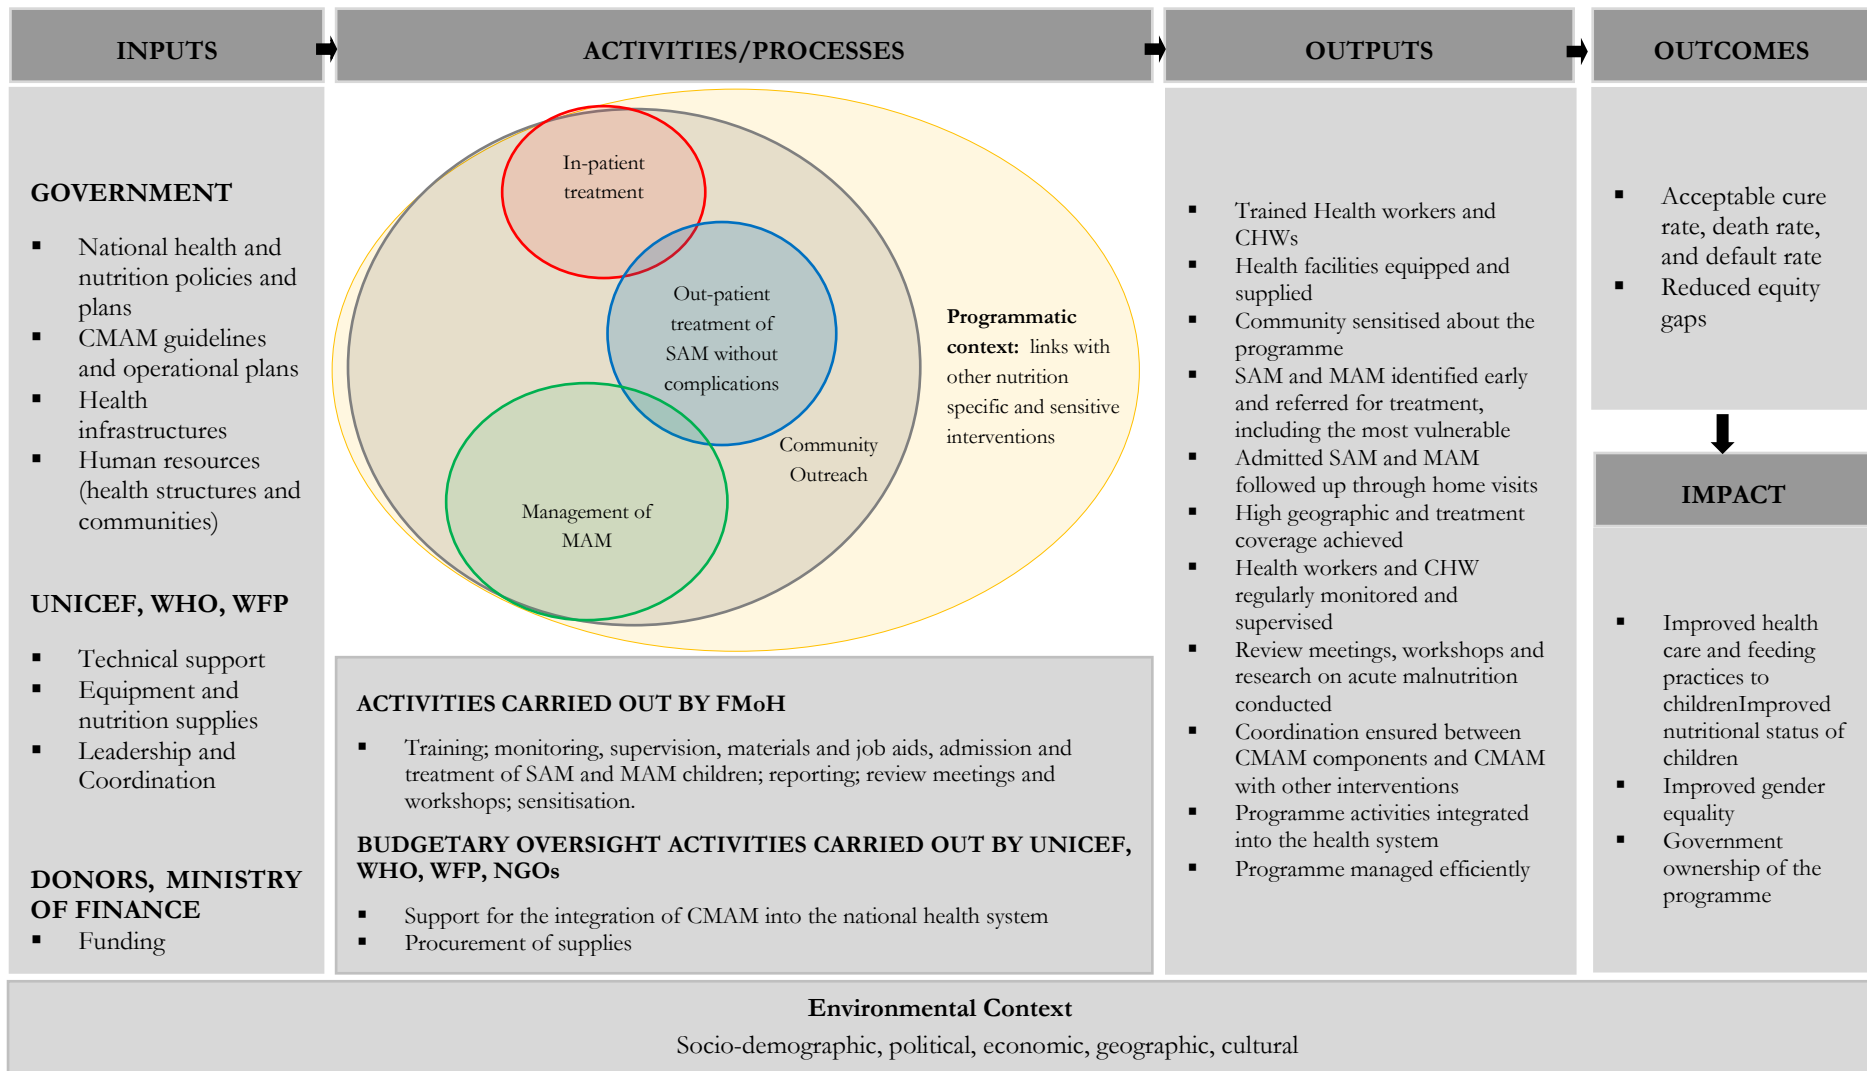 INPUTS
ACTIVITIES/PROCESSES
OUTPUTS
OUTCOMES
GOVERNMENT
▪ National health and
nutrition policies and
plans
▪ CMAM guidelines
and operational plans
▪ Health
infrastructures
▪ Human resources
(health structures and
communities)
UNICEF, WHO, WFP
▪ Technical support
▪ Equipment and
nutrition supplies
▪ Leadership and
Coordination
DONORS, MINISTRY
OF FINANCE
▪ Funding
In-patient
treatment
Out-patient
treatment of
SAM without
complications
Management of
MAM
Community
Outreach
Programmatic
context: links with
other nutrition
specific and sensitive
interventions
ACTIVITIES CARRIED OUT BY FMoH
▪ Training; monitoring, supervision, materials and job aids, admission and
treatment of SAM and MAM children; reporting; review meetings and
workshops; sensitisation.
BUDGETARY OVERSIGHT ACTIVITIES CARRIED OUT BY UNICEF,
WHO, WFP, NGOs
▪ Support for the integration of CMAM into the national health system
▪ Procurement of supplies
▪ Trained Health workers and
CHWs
▪ Health facilities equipped and
supplied
▪ Community sensitised about the
programme
▪ SAM and MAM identified early
and referred for treatment,
including the most vulnerable
▪ Admitted SAM and MAM
followed up through home visits
▪ High geographic and treatment
coverage achieved
▪ Health workers and CHW
regularly monitored and
supervised
▪ Review meetings, workshops and
research on acute malnutrition
conducted
▪ Coordination ensured between
CMAM components and CMAM
with other interventions
▪ Programme activities integrated
into the health system
▪ Programme managed efficiently
▪ Acceptable cure
rate, death rate,
and default rate
▪ Reduced equity
gaps
IMPACT
▪ Improved health
care and feeding
practices to
childrenImproved
nutritional status of
children
▪ Improved gender
equality
▪ Government
ownership of the
programme
Environmental Context
Socio-demographic, political, economic, geographic, cultural